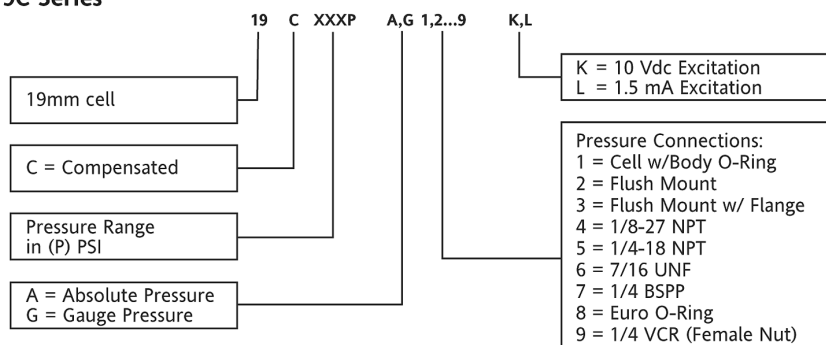 9C Series
19 C XXXP A,G 1,2...9 K,L
19mm cell
C = Compensated
Pressure Range
in (P) PSI
A = Absolute Pressure
G = Gauge Pressure
K = 10 Vdc Excitation
L = 1.5 mA Excitation
Pressure Connections:
1 = Cell w/Body O-Ring
2 = Flush Mount
3 = Flush Mount w/ Flange
4 = 1/8-27 NPT
5 = 1/4-18 NPT
6 = 7/16 UNF
7 = 1/4 BSPP
8 = Euro O-Ring
9 = 1/4 VCR (Female Nut)